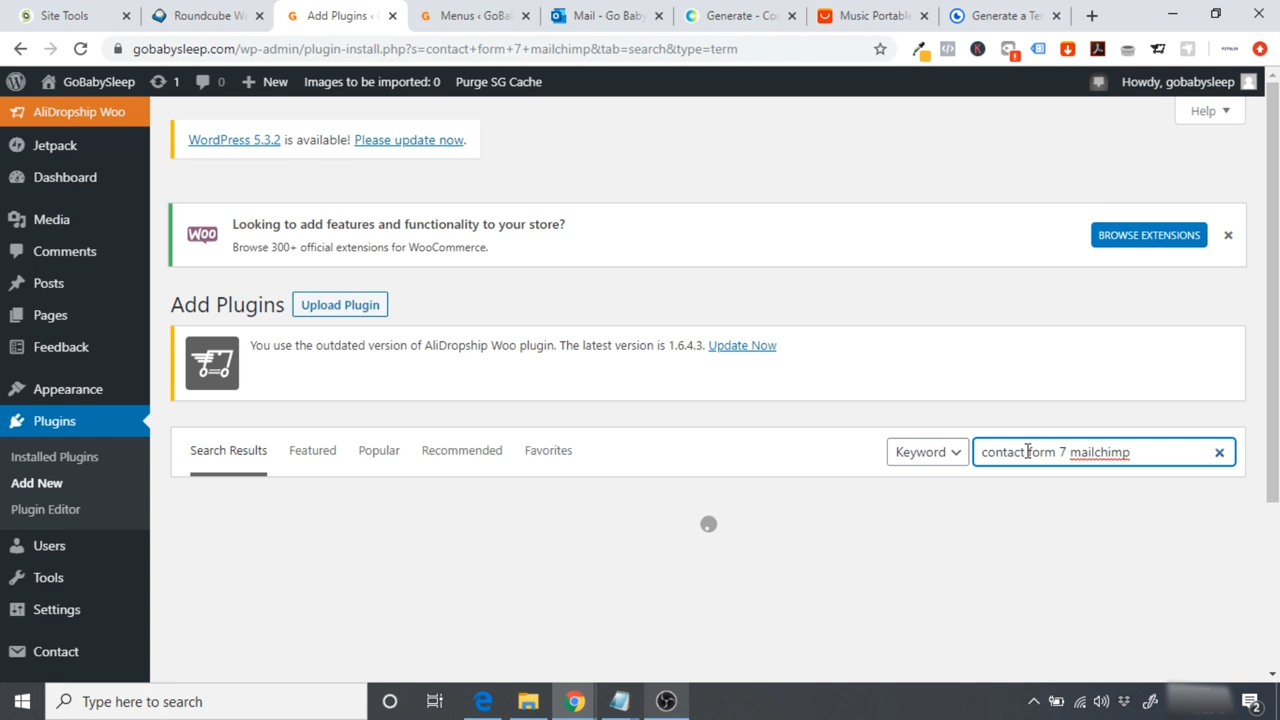 Site Tools
Roundcube W
Add Plugins ‹
Menus ‹ GoBa
Mail - Go Baby
Generate - Co
Music Portable
Generate a Te
gobabysleep.com/wp-admin/plugin-install.php?s=contact+form+7+mailchimp&tab=search&type=term
GoBabySleep
1
0
New
Images to be imported: 0
Purge SG Cache
Howdy, gobabysleep
AliDropship Woo
Help
WordPress 5.3.2 is available! Please update now.
Jetpack
Dashboard
Media
WOO
Looking to add features and functionality to your store?
Browse 300+ official extensions for WooCommerce.
BROWSE EXTENSIONS
Comments
Posts
Pages
Add Plugins
Upload Plugin
Feedback
You use the outdated version of AliDropship Woo plugin. The latest version is 1.6.4.3. Update Now
Appearance
Plugins
Search Results
Featured
Popular
Recommended
Favorites
Keyword
contact form 7 mailchimp
Installed Plugins
Add New
Plugin Editor
Users
Tools
Settings
Contact
Type here to search
2